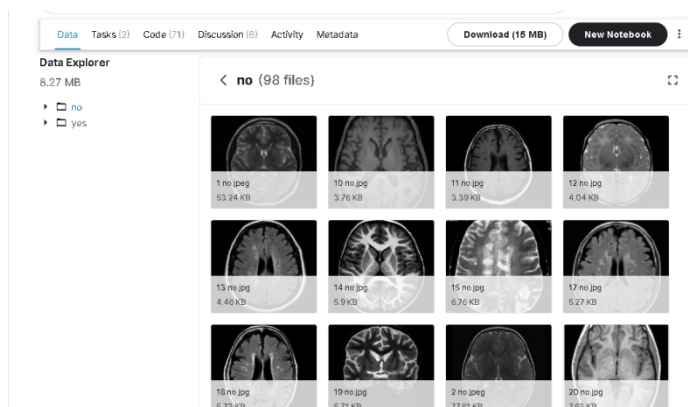 Data Tasks (2) Code (71) Discussion (6) Activity Metadata Download (15 MB) New Notebook
Data Explorer
8.27 MB
no
yes
no (98 files)
1 no.jpeg
53.24 KB
10 no.jpg
3.76 KB
11 no.jpg
3.39 KB
12 no.jpg
4.04 KB
13 no.jpg
4.46 KB
14 no.jpg
5.9 KB
15 no.jpg
6.76 KB
17 no.jpg
5.27 KB
18 no.jpg
19 no.jpg
5.71 KB
2 no.jpeg
20 no.jpg